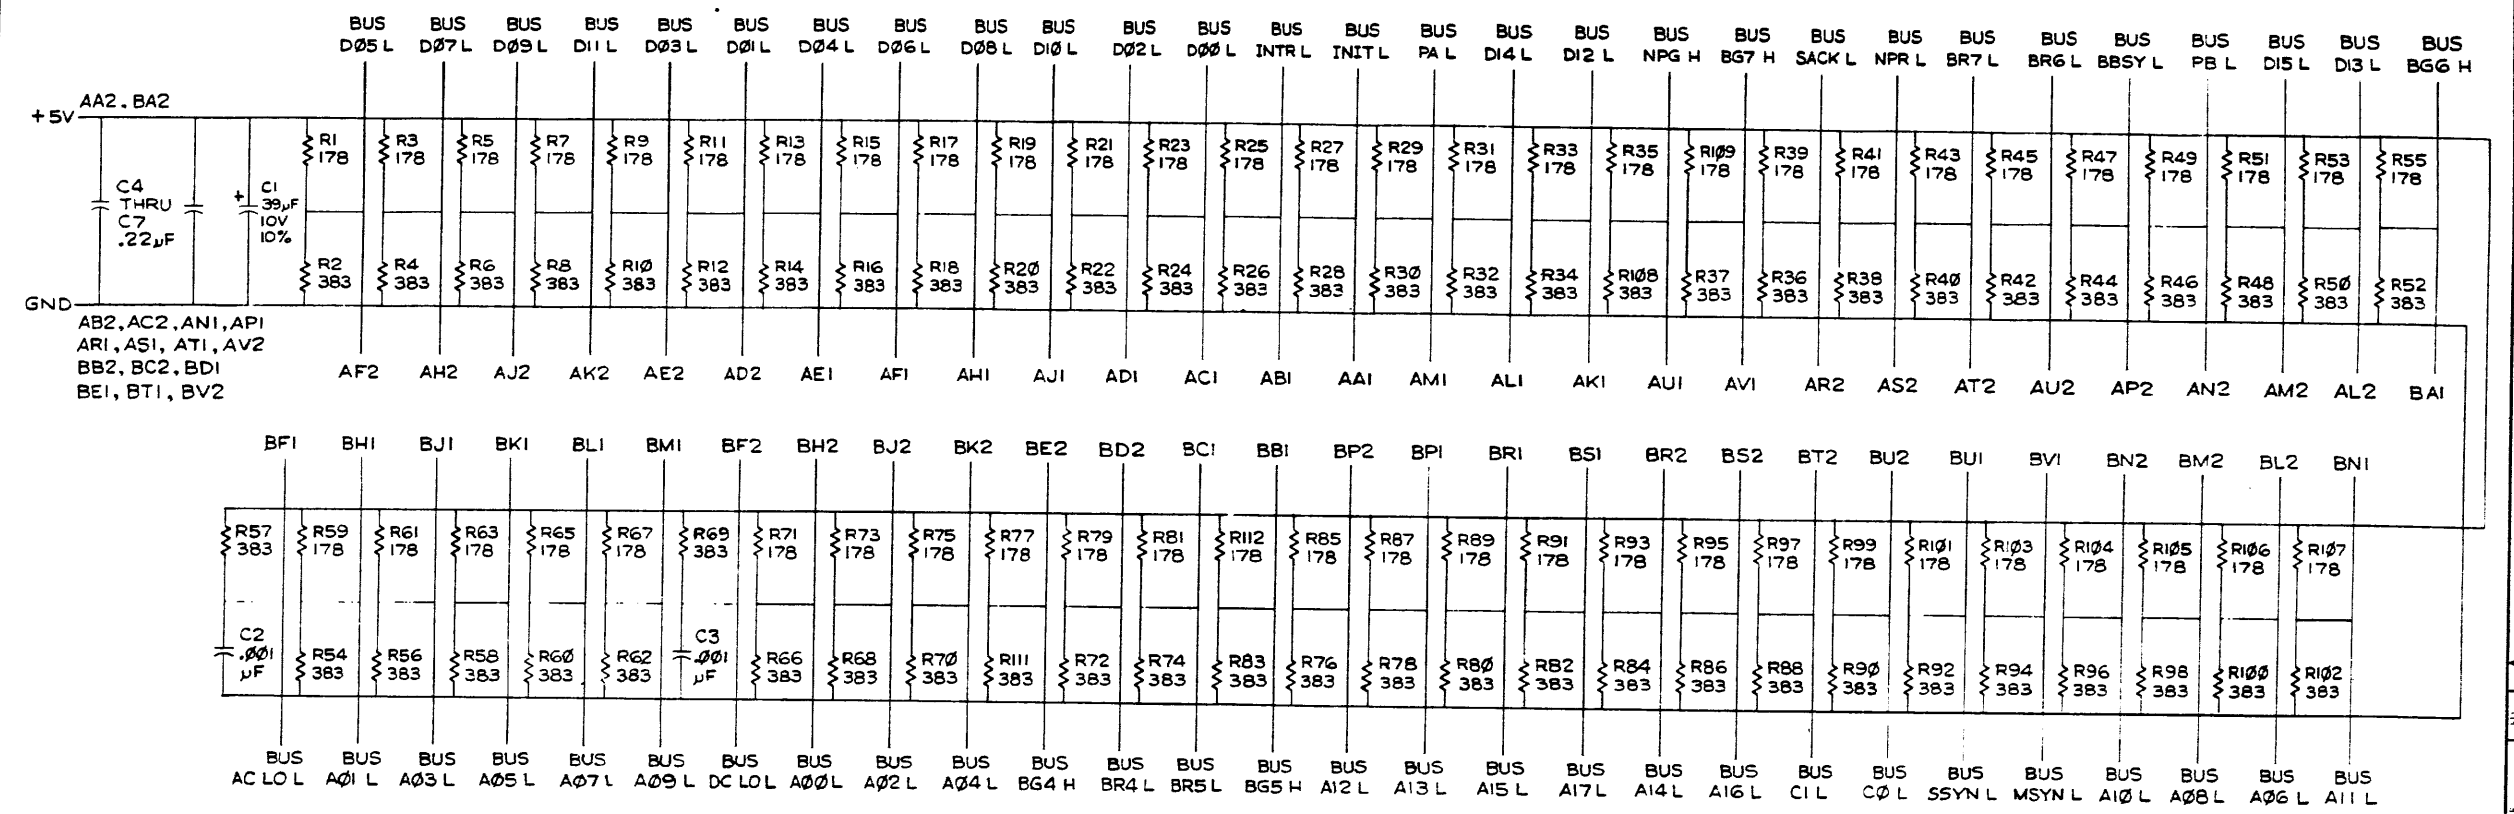 BUS BUS BUS BUS BUS BUS BUS BUS BUS BUS BUS BUS BUS BUS BUS BUS BUS BUS BUS BUS BUS BUS BUS BUS BUS BUS BUS BUS
DØ5 L DØ7 L DØ9 L D11 L DØ3 L DØ1 L DØ4 L DØ6 L DØ8 L D1Ø L DØ2 L DØØ L INTR L INIT L PA L D14 L D12 L NPG H BG7 H SACK L NPR L BR7 L BR6 L BBSY L PB L D15 L D13 L BG6 H
AA2. BA2
+5V
R1 R3 R5 R7 R9 R11 R13 R15 R17 R19 R21 R23 R25 R27 R29 R31 R33 R35 R1Ø9 R39 R41 R43 R45 R47 R49 R51 R53 R55
178 178 178 178 178 178 178 178 178 178 178 178 178 178 178 178 178 178 178 178 178 178 178 178 178 178 178 178
C4 THRU C7 .22µF
+ C1 39µF 10V 10%
R2 R4 R6 R8 R1Ø R12 R14 R16 R18 R2Ø R22 R24 R26 R28 R3Ø R32 R34 R108 R37 R36 R38 R4Ø R42 R44 R46 R48 R5Ø R52
383 383 383 383 383 383 383 383 383 383 383 383 383 383 383 383 383 383 383 383 383 383 383 383 383 383 383 383
GND
AB2, AC2, AN1, AP1
AR1, AS1, AT1, AV2
BB2, BC2, BD1
BE1, BT1, BV2
AF2 AH2 AJ2 AK2 AE2 AD2 AE1 AF1 AH1 AJ1 AD1 AC1 AB1 AA1 AM1 AL1 AK1 AU1 AV1 AR2 AS2 AT2 AU2 AP2 AN2 AM2 AL2 BA1
BF1 BH1 BJ1 BK1 BL1 BM1 BF2 BH2 BJ2 BK2 BE2 BD2 BC1 BB1 BP2 BP1 BR1 BS1 BR2 BS2 BT2 BU2 BU1 BV1 BN2 BM2 BL2 BN1
R57 R59 R61 R63 R65 R67 R69 R71 R73 R75 R77 R79 R81 R112 R85 R87 R89 R91 R93 R95 R97 R99 R1Ø1 R1Ø3 R1Ø4 R1Ø5 R1Ø6 R1Ø7
383 178 178 178 178 178 383 178 178 178 178 178 178 178 178 178 178 178 178 178 178 178 178 178 178 178 178 178
C2 .ØØ1 µF
C3 .ØØ1 µF
R54 R56 R58 R6Ø R62 R66 R68 R7Ø R111 R72 R74 R83 R76 R78 R8Ø R82 R84 R86 R88 R9Ø R92 R94 R96 R98 R1ØØ R1Ø2
383 383 383 383 383 383 383 383 383 383 383 383 383 383 383 383 383 383 383 383 383 383 383 383 383 383
BUS BUS BUS BUS BUS BUS BUS BUS BUS BUS BUS BUS BUS BUS BUS BUS BUS BUS BUS BUS BUS BUS BUS BUS BUS BUS BUS BUS
AC LO L AØ1 L AØ3 L AØ5 L AØ7 L AØ9 L DC LO L AØØ L AØ2 L AØ4 L BG4 H BR4 L BR5 L BG5 H A12 L A13 L A15 L A17 L A14 L A16 L C1 L CØ L SSYN L MSYN L A1Ø L AØ8 L AØ6 L A11 L